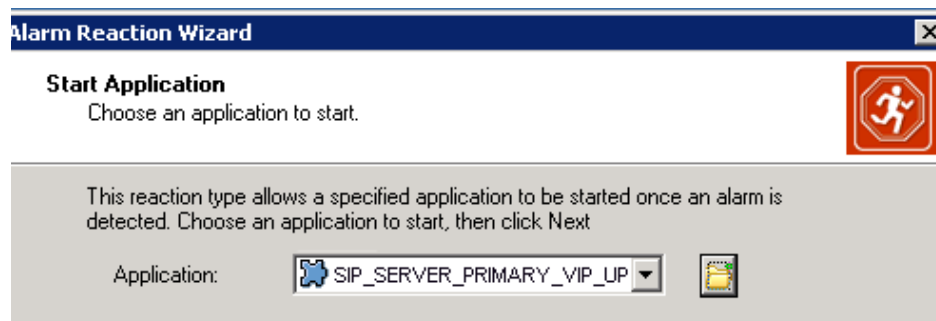 Alarm Reaction Wizard
Start Application
Choose an application to start.
This reaction type allows a specified application to be started once an alarm is
detected. Choose an application to start, then click Next
Application: SIP_SERVER_PRIMARY_VIP_UP